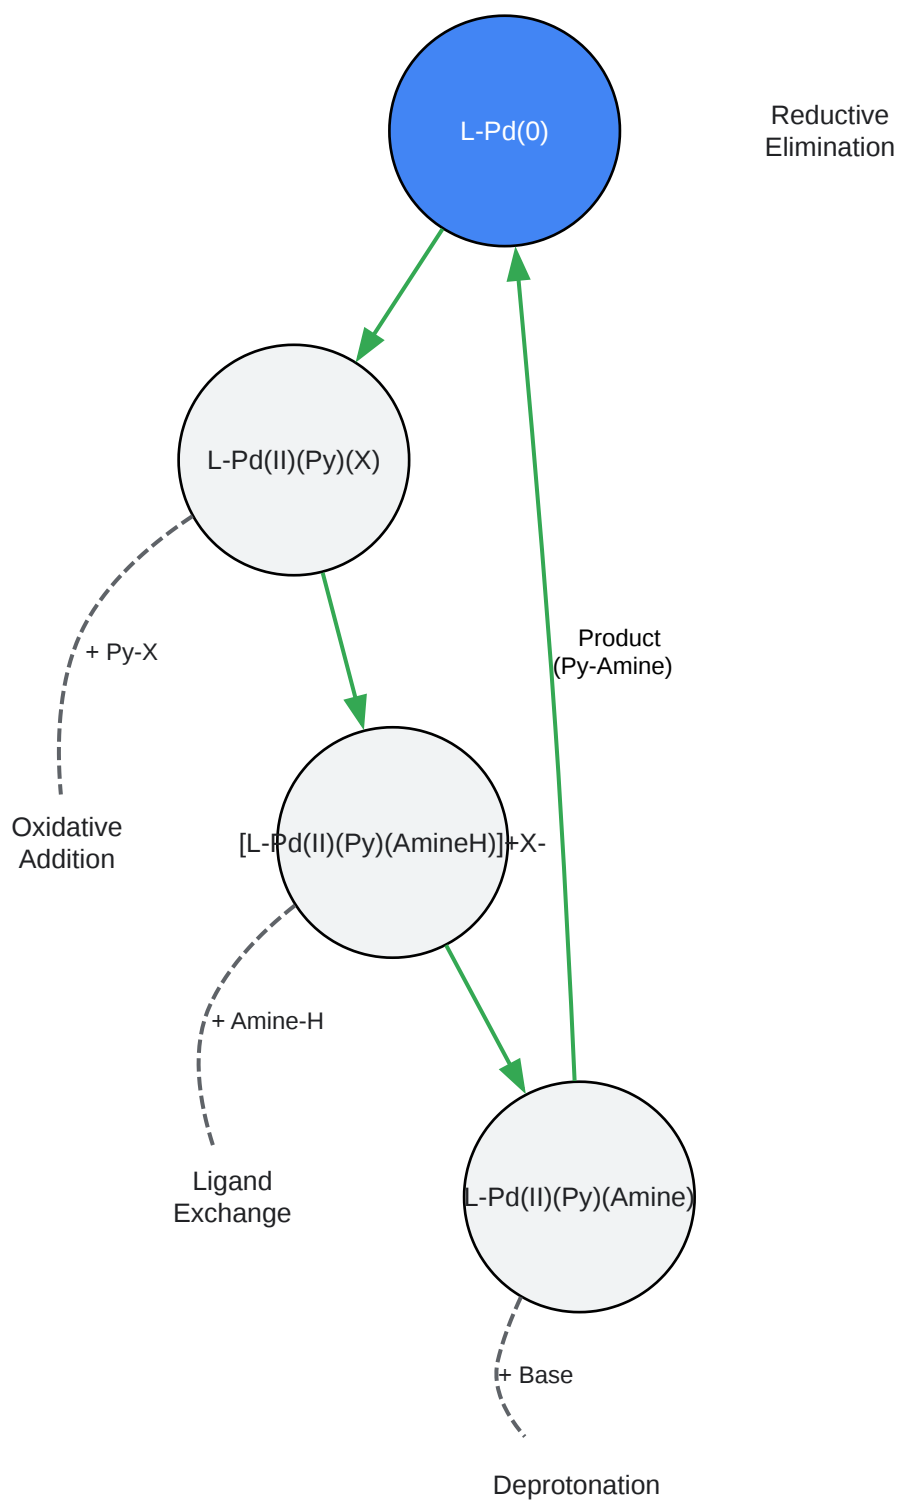 L-Pd(0)
Reductive
Elimination
L-Pd(II)(Py)(X)
Product
(Py-Amine)
+ Py-X
Oxidative
Addition
[L-Pd(II)(Py)(AmineH)]+X-
+ Amine-H
Ligand
Exchange
L-Pd(II)(Py)(Amine)
+ Base
Deprotonation